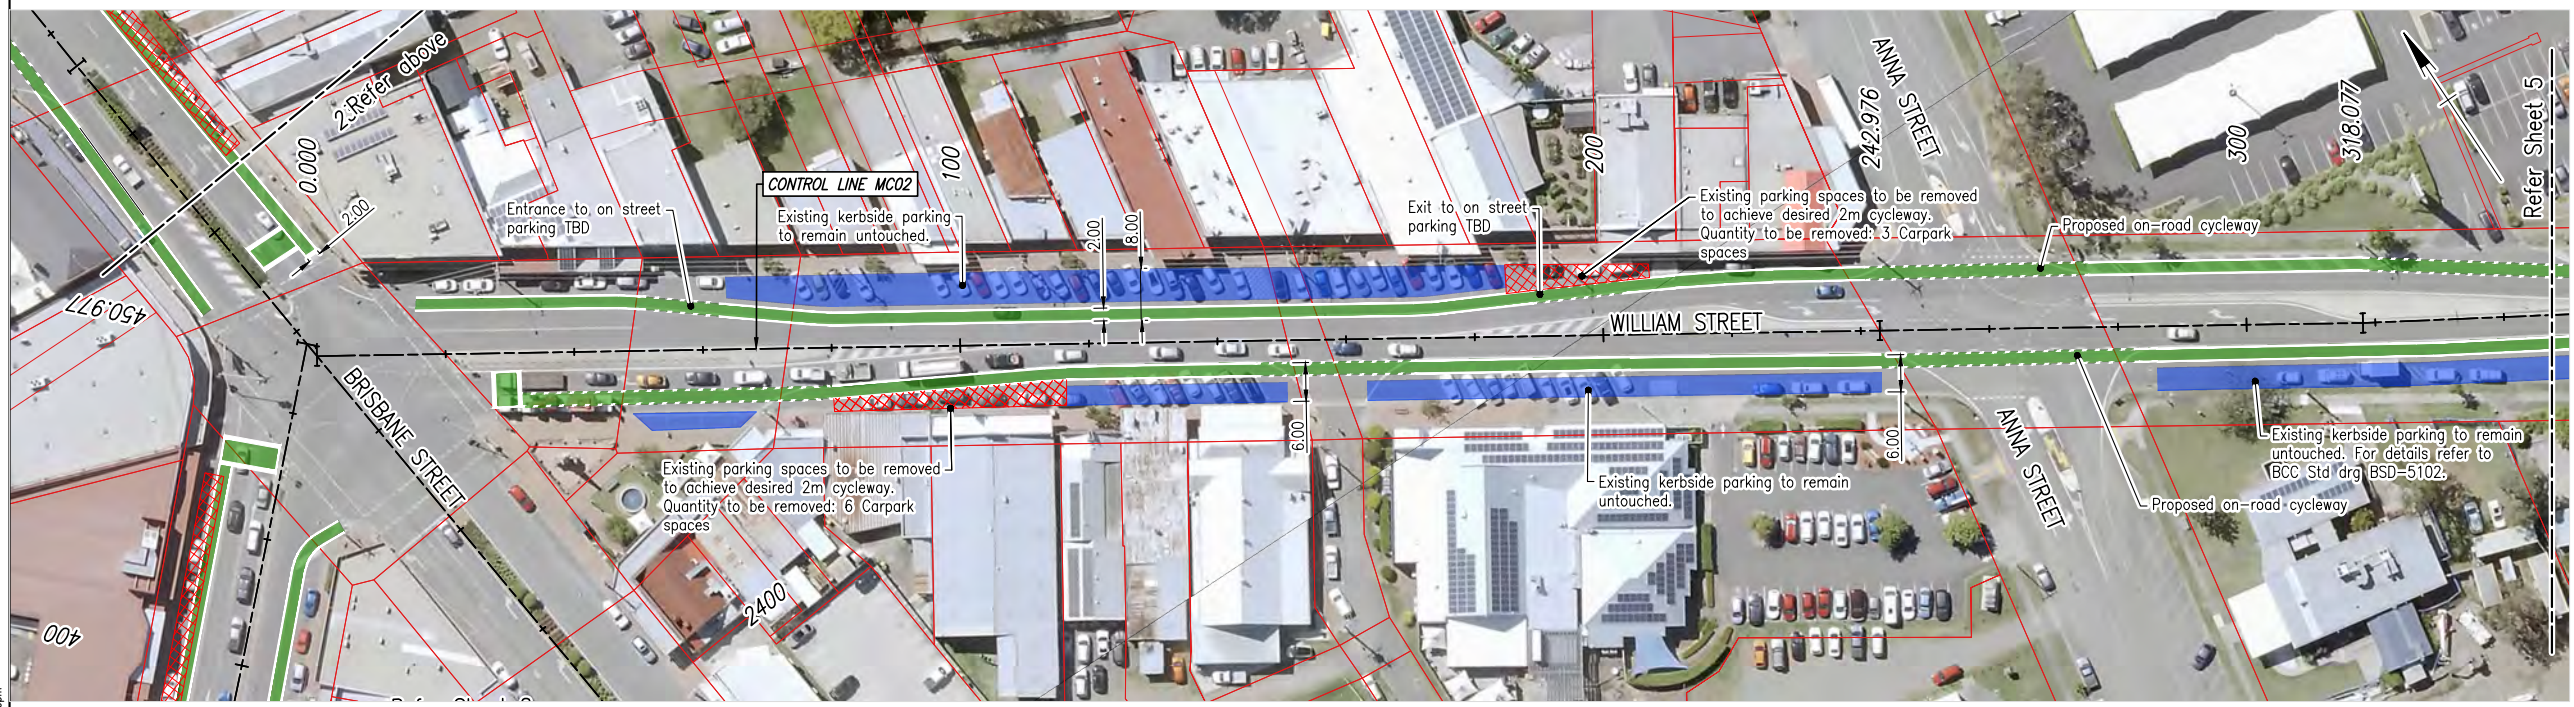 Refer above
23
0.000
2.00
450.977
BRISBANE STREET
400
2400
Entrance to on street
parking TBD
CONTROL LINE MC02
Existing kerbside parking
to remain untouched.
100
2.00
8.00
Exit to on street
parking TBD
200
Existing parking spaces to be removed
to achieve desired 2m cycleway.
Quantity to be removed: 3 Carpark
spaces
242.976
ANNA STREET
Proposed on-road cycleway
300
318.077
Refer Sheet 5
WILLIAM STREET
Existing parking spaces to be removed
to achieve desired 2m cycleway.
Quantity to be removed: 6 Carpark
spaces
6.00
Existing kerbside parking to remain
untouched.
6.00
ANNA STREET
Existing kerbside parking to remain
untouched. For details refer to
BCC Std drg BSD-5102.
Proposed on-road cycleway